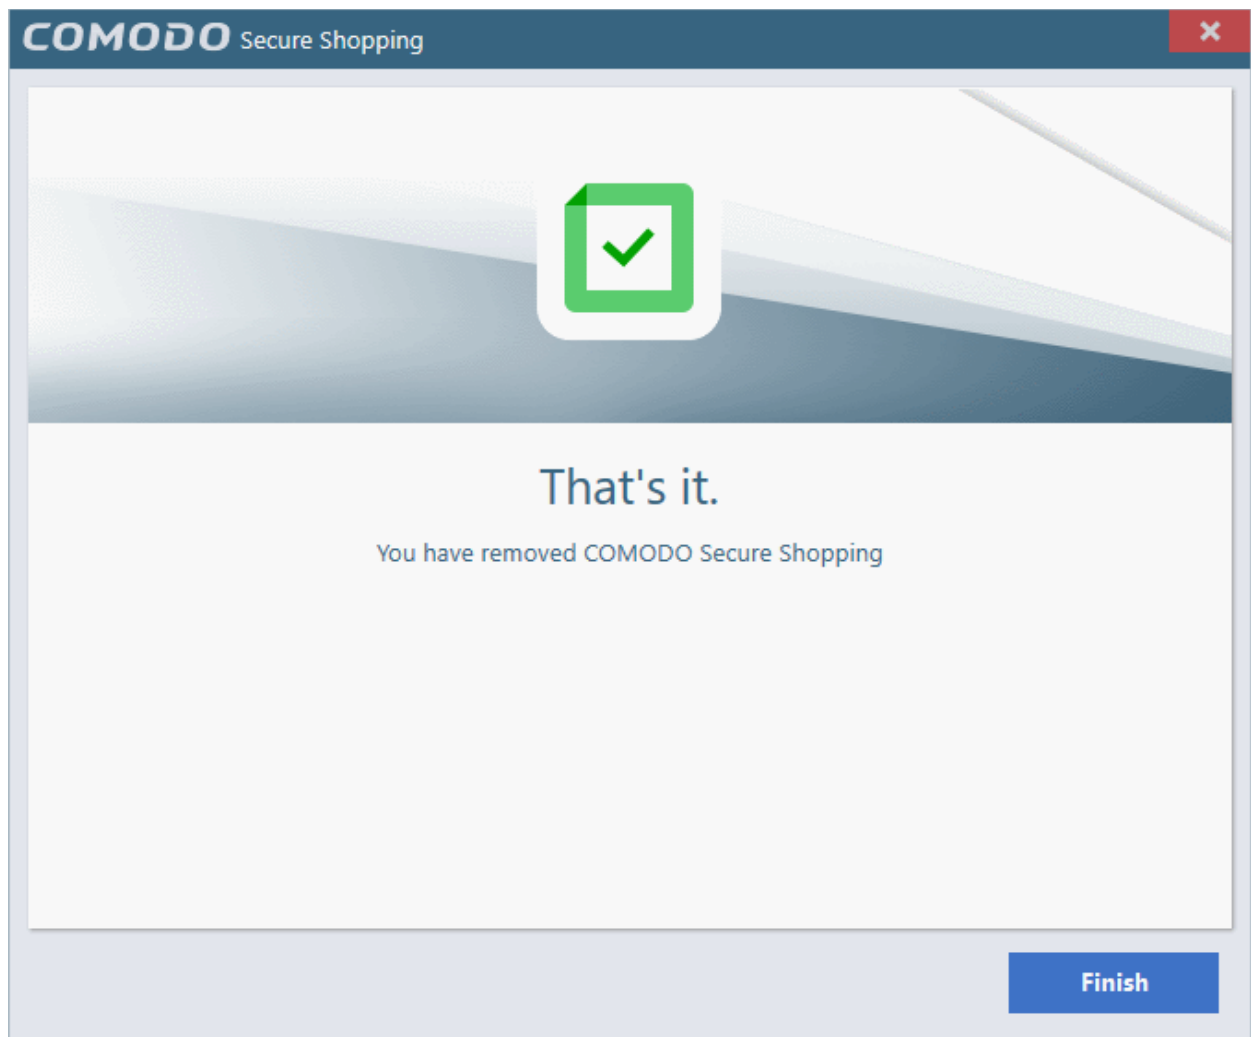 COMODO Secure Shopping
That's it.
You have removed COMODO Secure Shopping
Finish